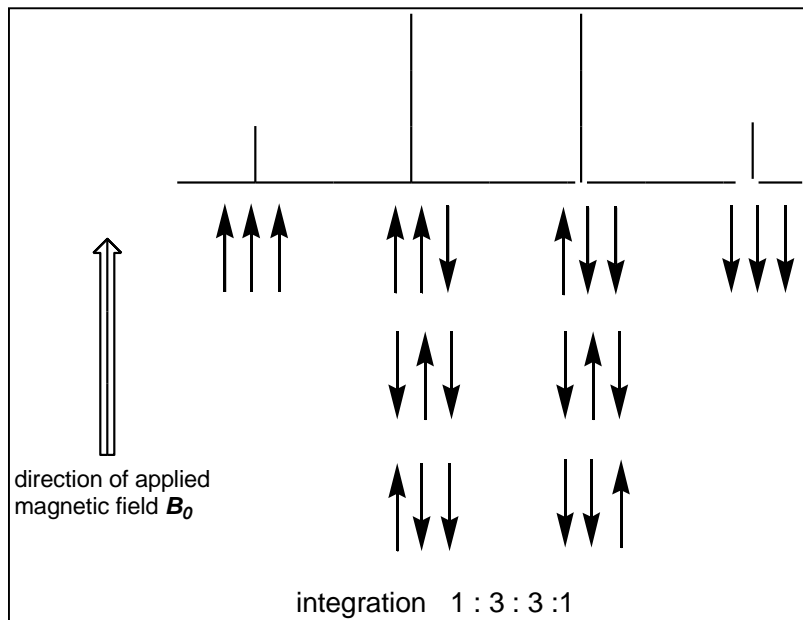 direction of applied
magnetic field B₀
integration 1 : 3 : 3 :1